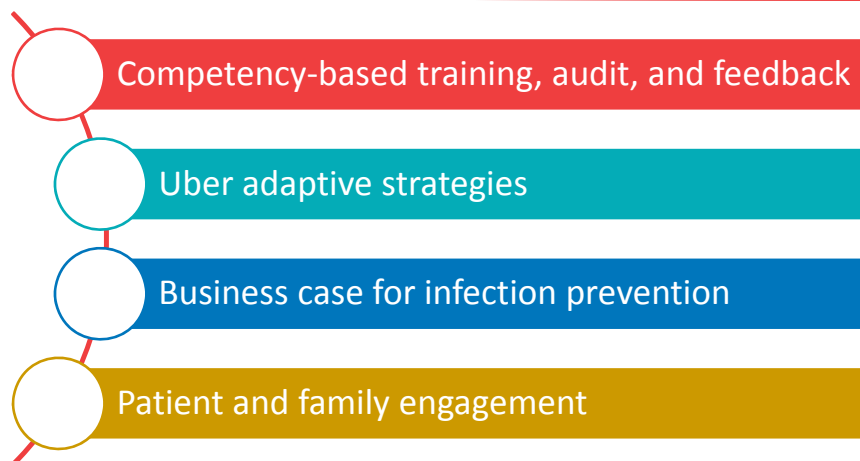 Competency-based training, audit, and feedback
Uber adaptive strategies
Business case for infection prevention
Patient and family engagement